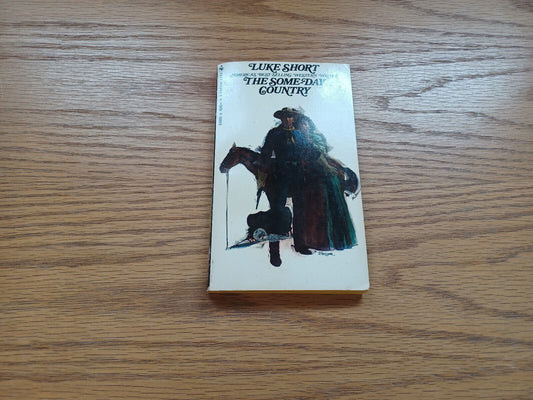 LUKE SHORT
AMERICA'S BEST-SELLING WESTERN WRITER
THE SOME-DAY
COUNTRY